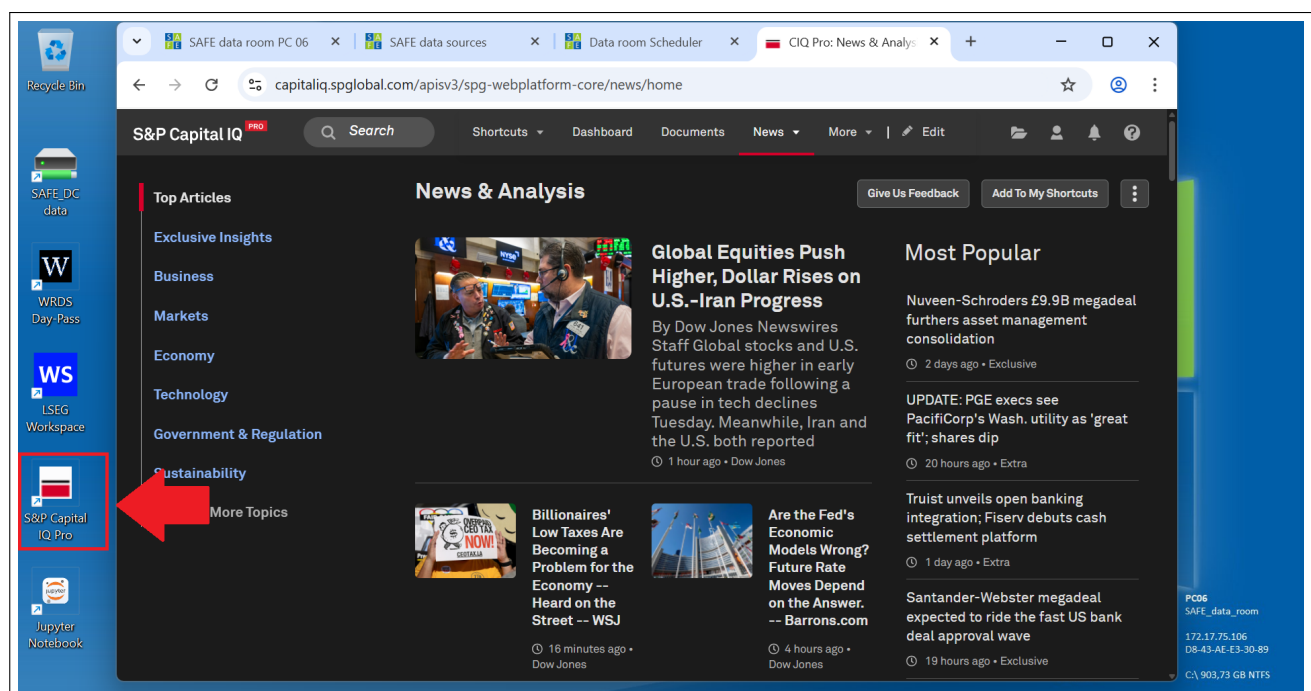 Recycle Bin
SAFE_DC
data
W
WRDS
Day-Pass
WS
LSEG
Workspace
S&P Capital
IQ Pro
jupyter
Jupyter
Notebook
SAFE data room PC 06
SAFE data sources
Data room Scheduler
CIQ Pro: News & Analys
capitaliq.spglobal.com/apisv3/spg-webplatform-core/news/home
S&P Capital IQ PRO
Search
Shortcuts
Dashboard
Documents
News
More
Edit
Top Articles
Exclusive Insights
Business
Markets
Economy
Technology
Government & Regulation
Sustainability
More Topics
News & Analysis
Give Us Feedback
Add To My Shortcuts
NYSE
Global Equities Push
Higher, Dollar Rises on
U.S.-Iran Progress
By Dow Jones Newswires
Staff Global stocks and U.S.
futures were higher in early
European trade following a
pause in tech declines
Tuesday. Meanwhile, Iran and
the U.S. both reported
1 hour ago • Dow Jones
OVERPAID
CEO TAX
NOW!
Billionaires'
Low Taxes Are
Becoming a
Problem for the
Economy --
Heard on the
Street -- WSJ
16 minutes ago •
Dow Jones
Are the Fed's
Economic
Models Wrong?
Future Rate
Moves Depend
on the Answer.
-- Barrons.com
4 hours ago •
Dow Jones
Most Popular
Nuveen-Schroders £9.9B megadeal
furthers asset management
consolidation
2 days ago • Exclusive
UPDATE: PGE execs see
PacifiCorp's Wash. utility as 'great
fit'; shares dip
20 hours ago • Extra
Truist unveils open banking
integration; Fiserv debuts cash
settlement platform
1 day ago • Extra
Santander-Webster megadeal
expected to ride the fast US bank
deal approval wave
19 hours ago • Exclusive
PC06
SAFE_data_room
172.17.75.106
D8-43-AE-E3-30-89
C:\ 903,73 GB NTFS